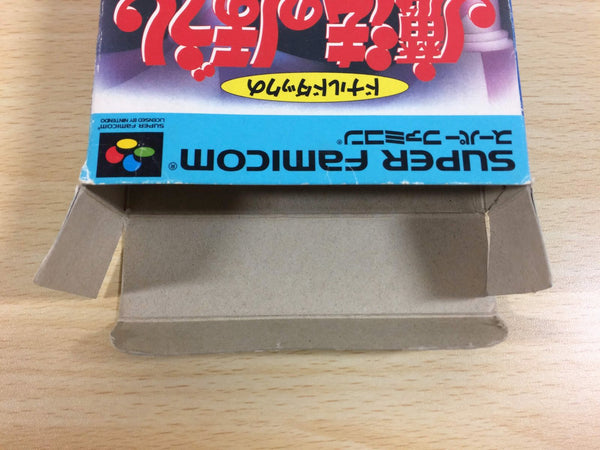 SUPER FAMICOM®
スーパーファミコン®
SUPER FAMICOM®
LICENSED BY NINTENDO
ドナルドダックの
魔法のぼうし